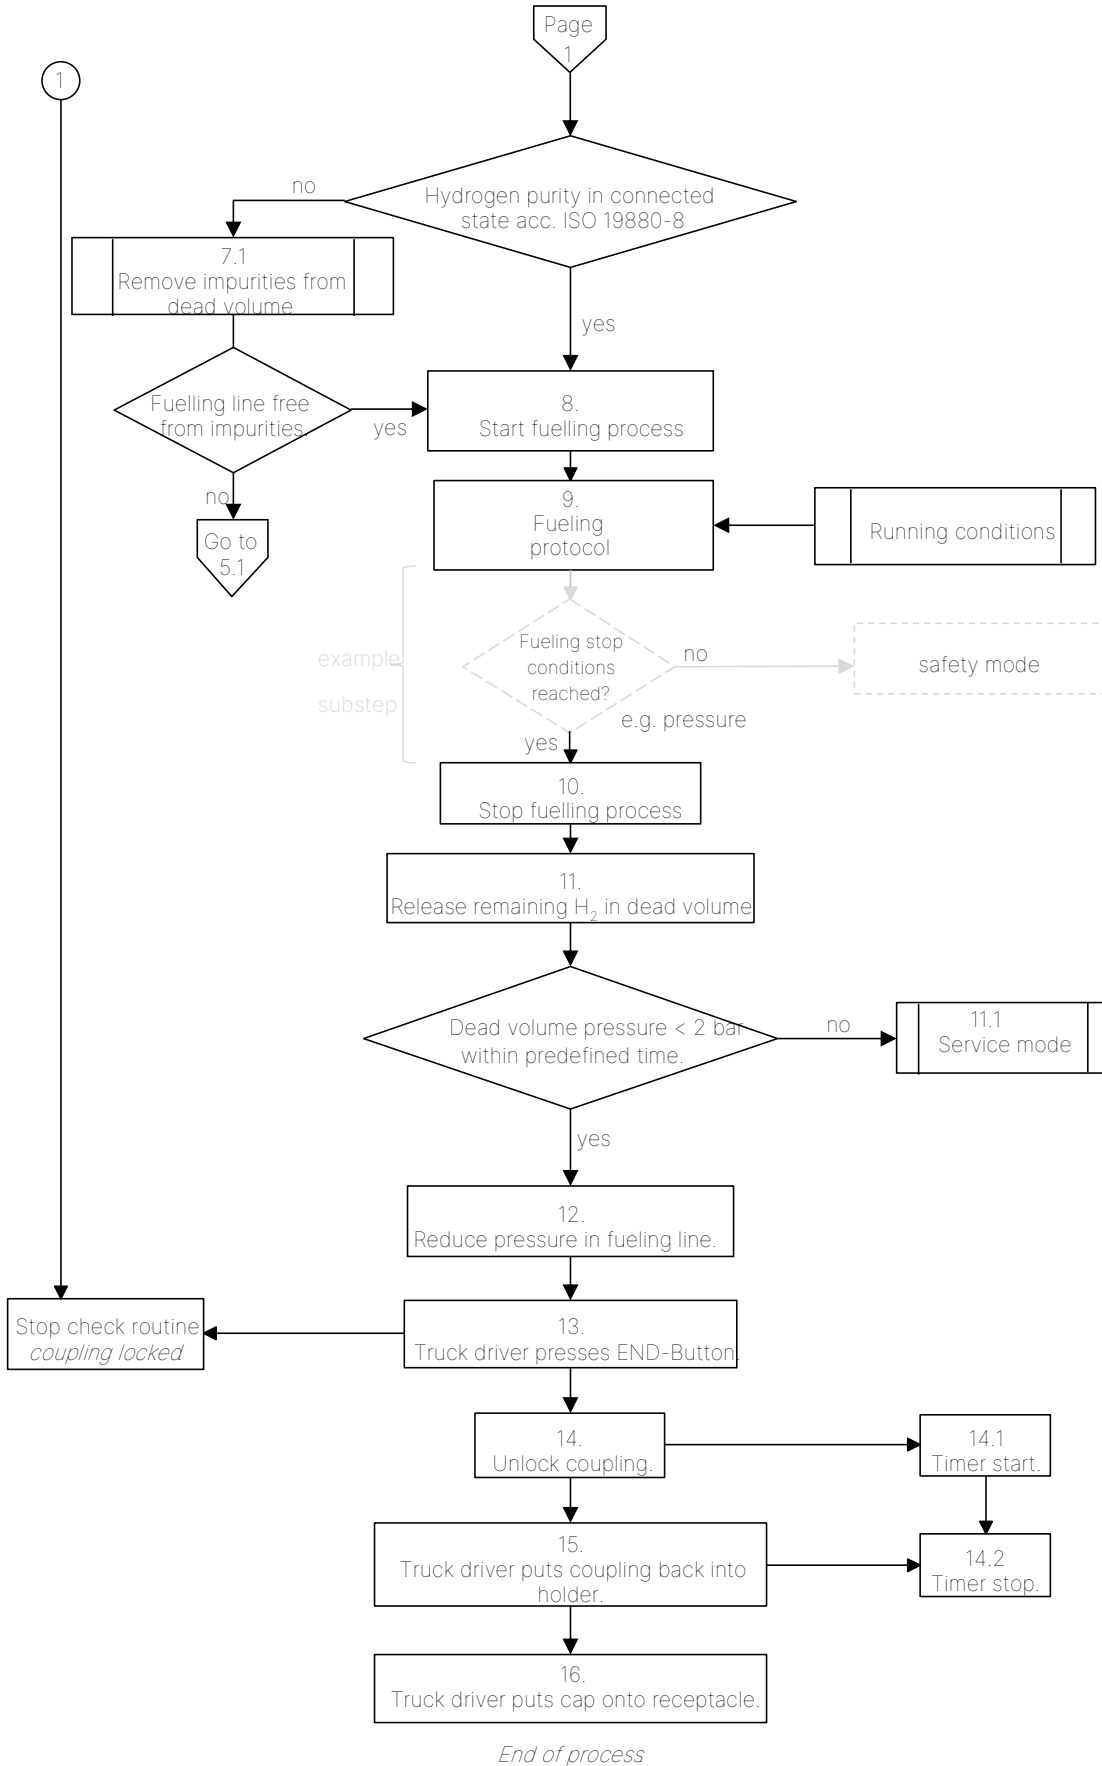 Page
1
1
no
Hydrogen purity in connected
state acc. ISO 19880-8
7.1
Remove impurities from
dead volume
yes
Fuelling line free
from impurities.
yes
8.
Start fuelling process
no
Go to
5.1
9.
Fueling
protocol
Running conditions
example
substep
Fueling stop
conditions
reached?
no
safety mode
e.g. pressure
yes
10.
Stop fuelling process
11.
Release remaining H₂ in dead volume
Dead volume pressure < 2 bar
within predefined time.
no
11.1
Service mode
yes
12.
Reduce pressure in fueling line.
Stop check routine
coupling locked
13.
Truck driver presses END-Button.
14.
Unlock coupling.
14.1
Timer start.
15.
Truck driver puts coupling back into
holder.
14.2
Timer stop.
16.
Truck driver puts cap onto receptacle.
End of process